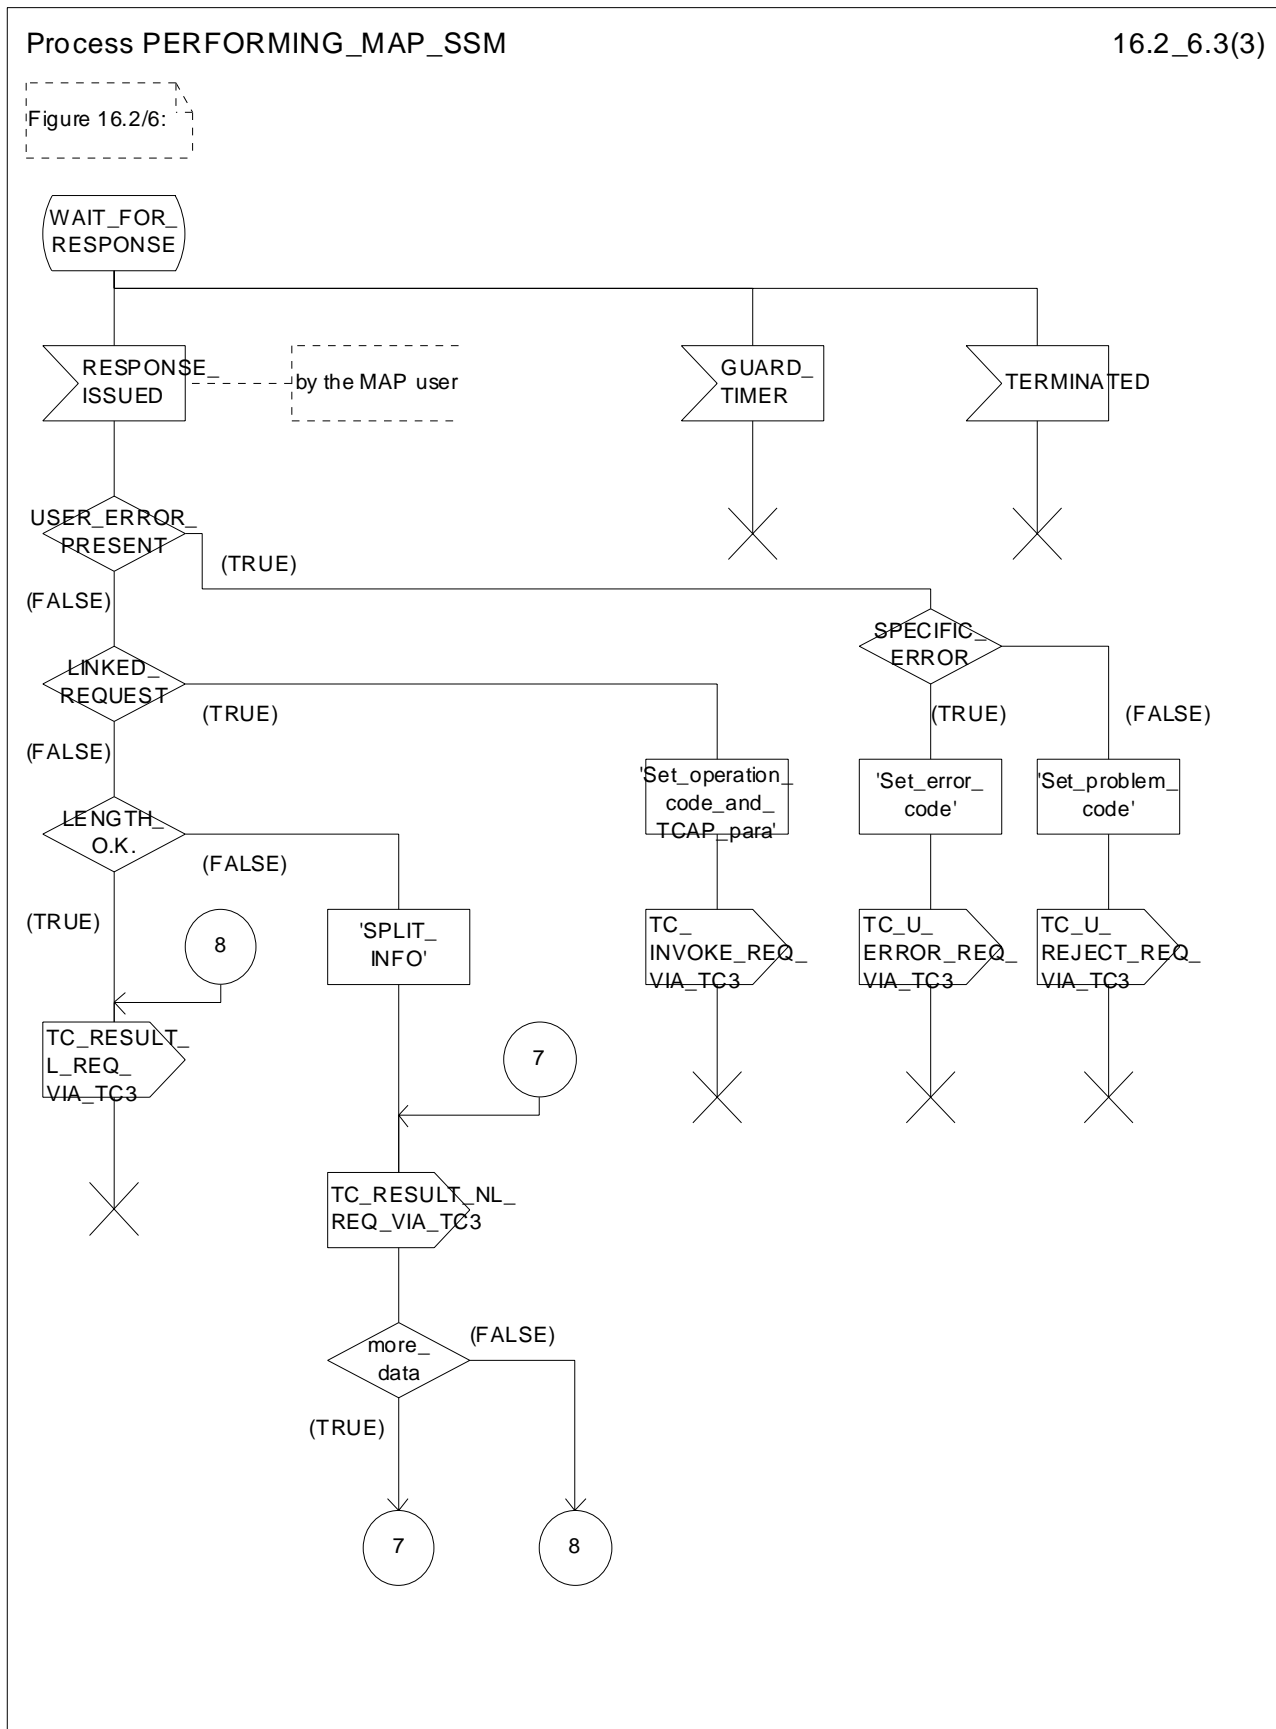 Process PERFORMING_MAP_SSM
16.2_6.3(3)
Figure 16.2/6:
WAIT_FOR_
RESPONSE
RESPONSE_
ISSUED
by the MAP user
GUARD_
TIMER
TERMINATED
USER_ERROR_
PRESENT
(TRUE)
(FALSE)
SPECIFIC_
ERROR
LINKED_
REQUEST
(TRUE)
(TRUE)
(FALSE)
(FALSE)
'Set_operation_
code_and_
TCAP_para'
'Set_error_
code'
'Set_problem_
code'
LENGTH_
O.K.
(FALSE)
(TRUE)
8
'SPLIT_
INFO'
TC_
INVOKE_REQ_
VIA_TC3
TC_U_
ERROR_REQ_
VIA_TC3
TC_U_
REJECT_REQ_
VIA_TC3
TC_RESULT_
L_REQ_
VIA_TC3
7
TC_RESULT_NL_
REQ_VIA_TC3
more_
data
(FALSE)
(TRUE)
7
8